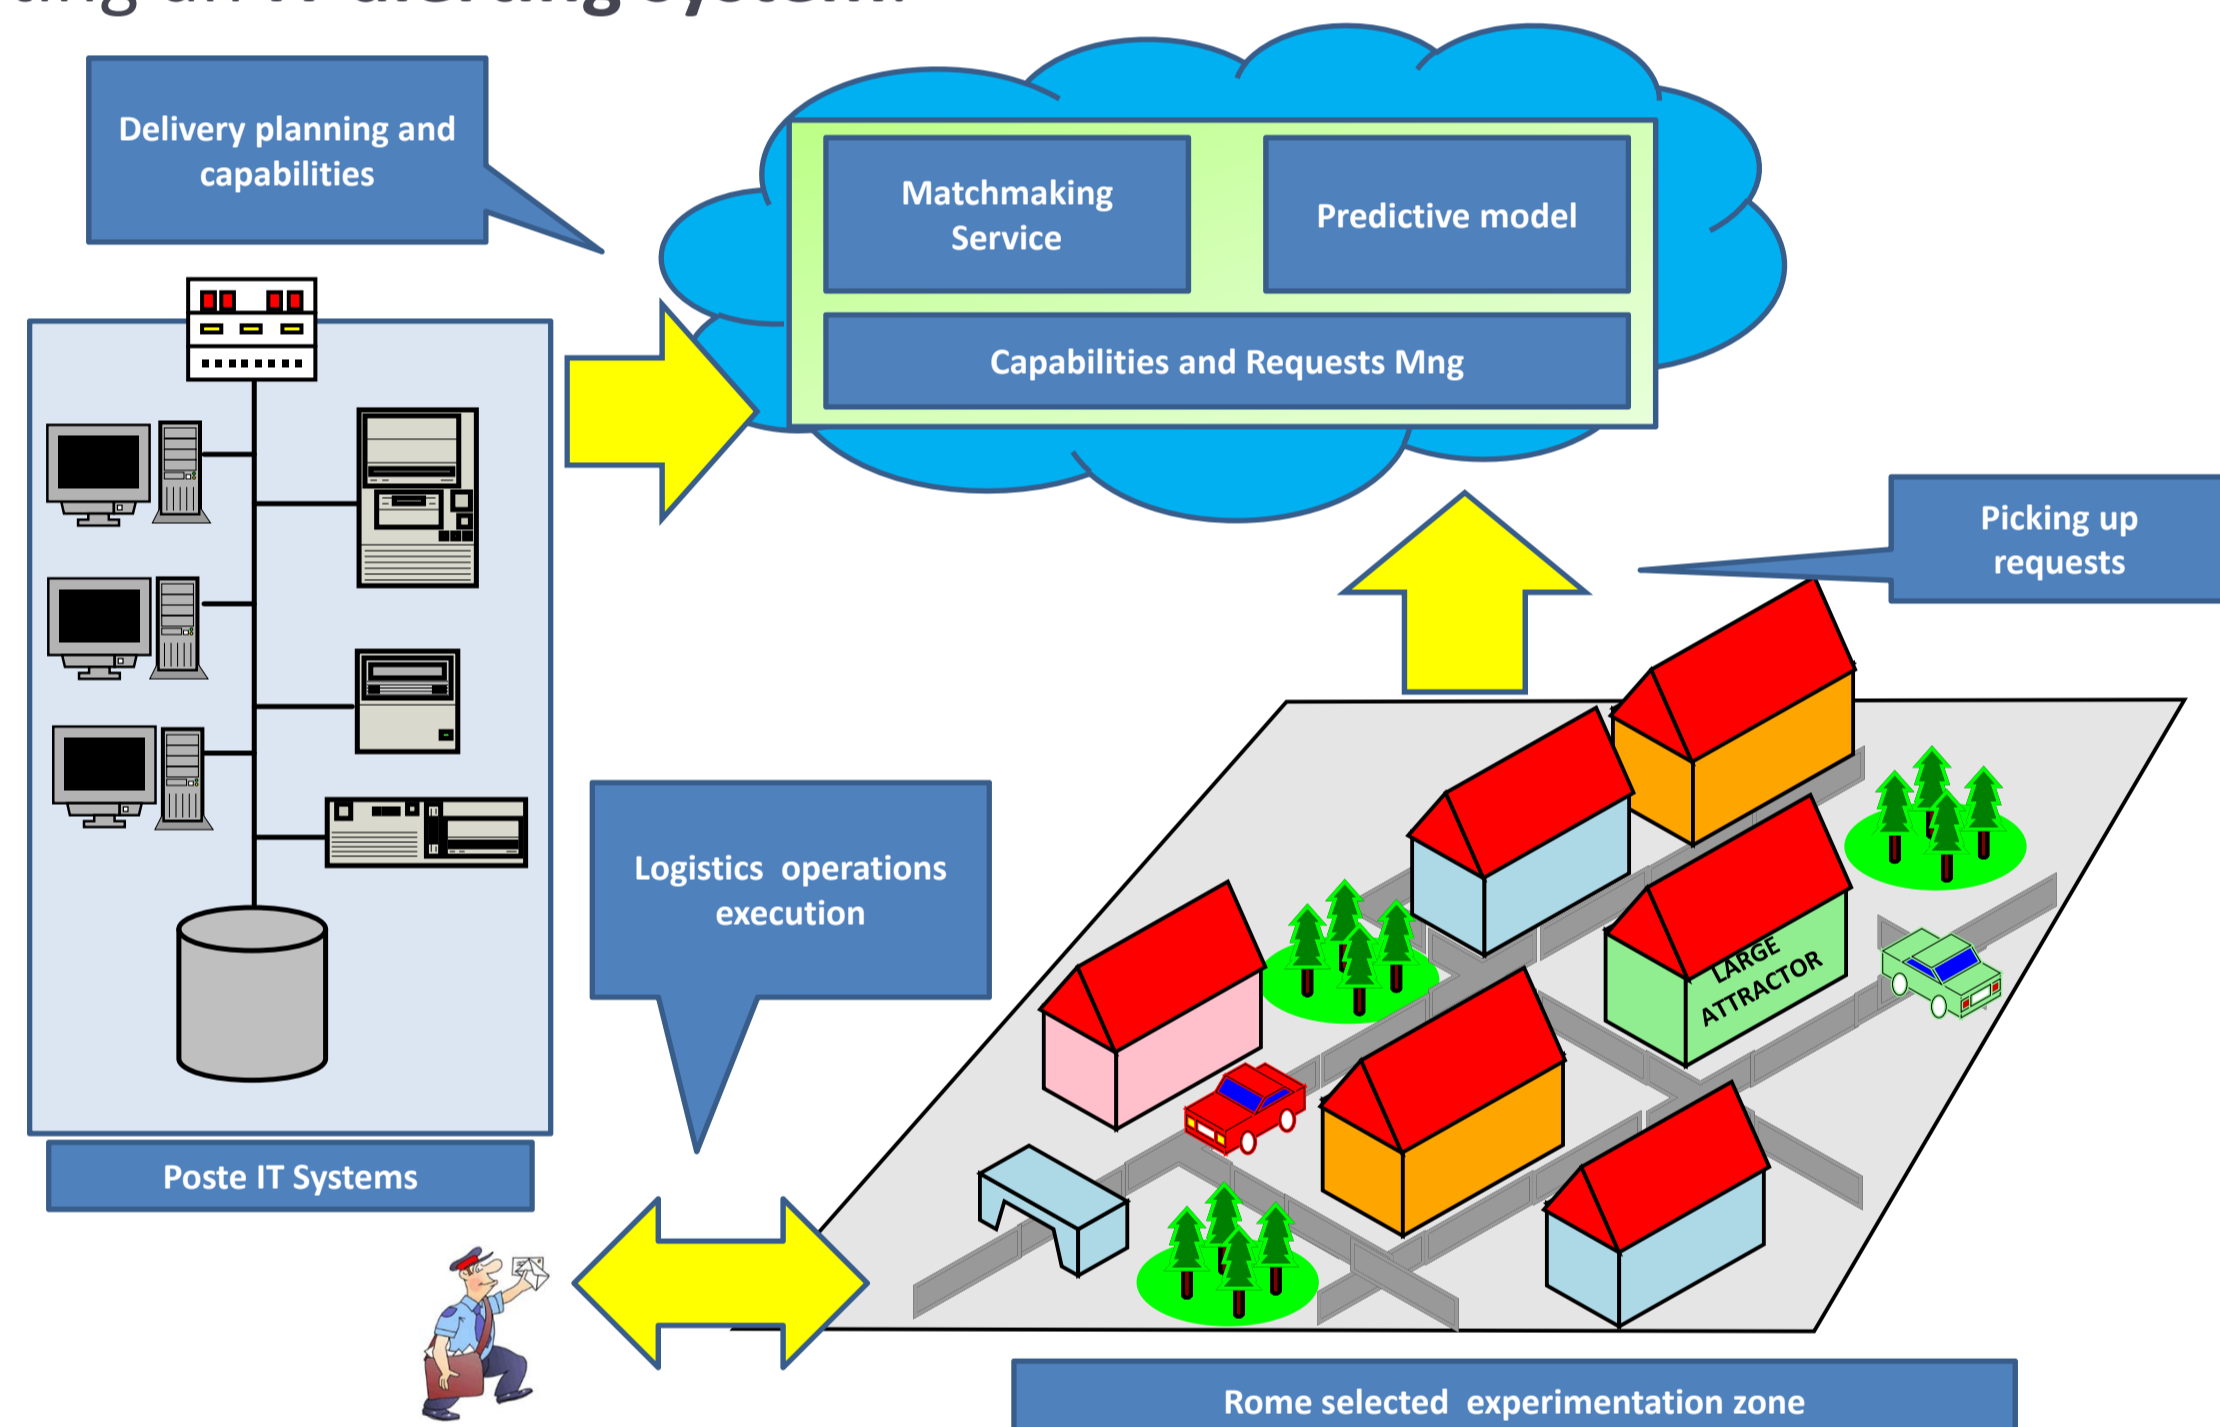 Delivery planning and
capabilities
Matchmaking
Service
Predictive model
Capabilities and Requests Mng
Picking up
requests
Logistics operations
execution
LARGE
ATTRACTOR
Poste IT Systems
Rome selected experimentation zone